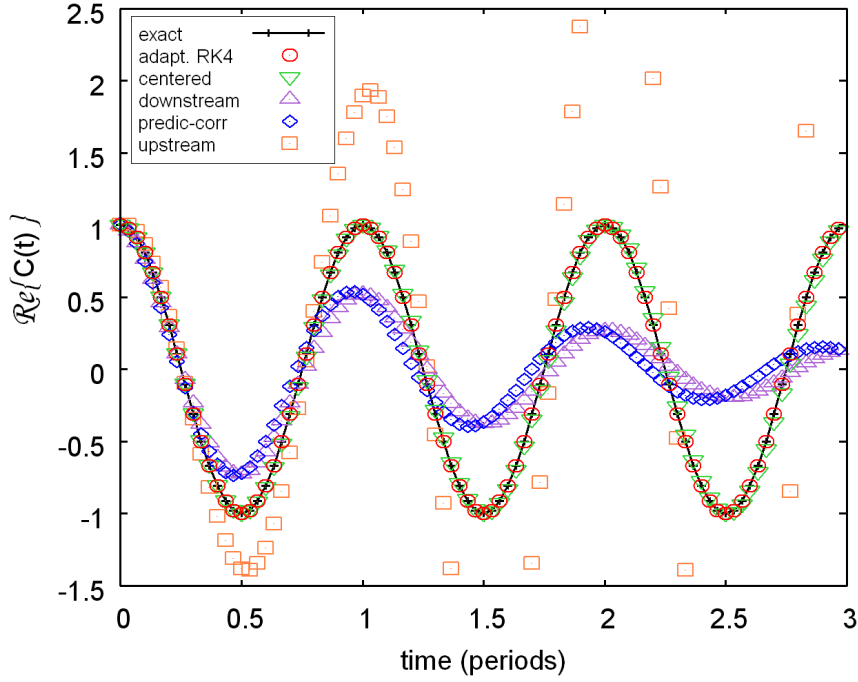 2.5
2
1.5
1
0.5
0
-0.5
-1
-1.5
exact
adapt. RK4
centered
downstream
predic-corr
upstream
ℛℯ{C(t)}
0
0.5
1
1.5
2
2.5
3
time (periods)